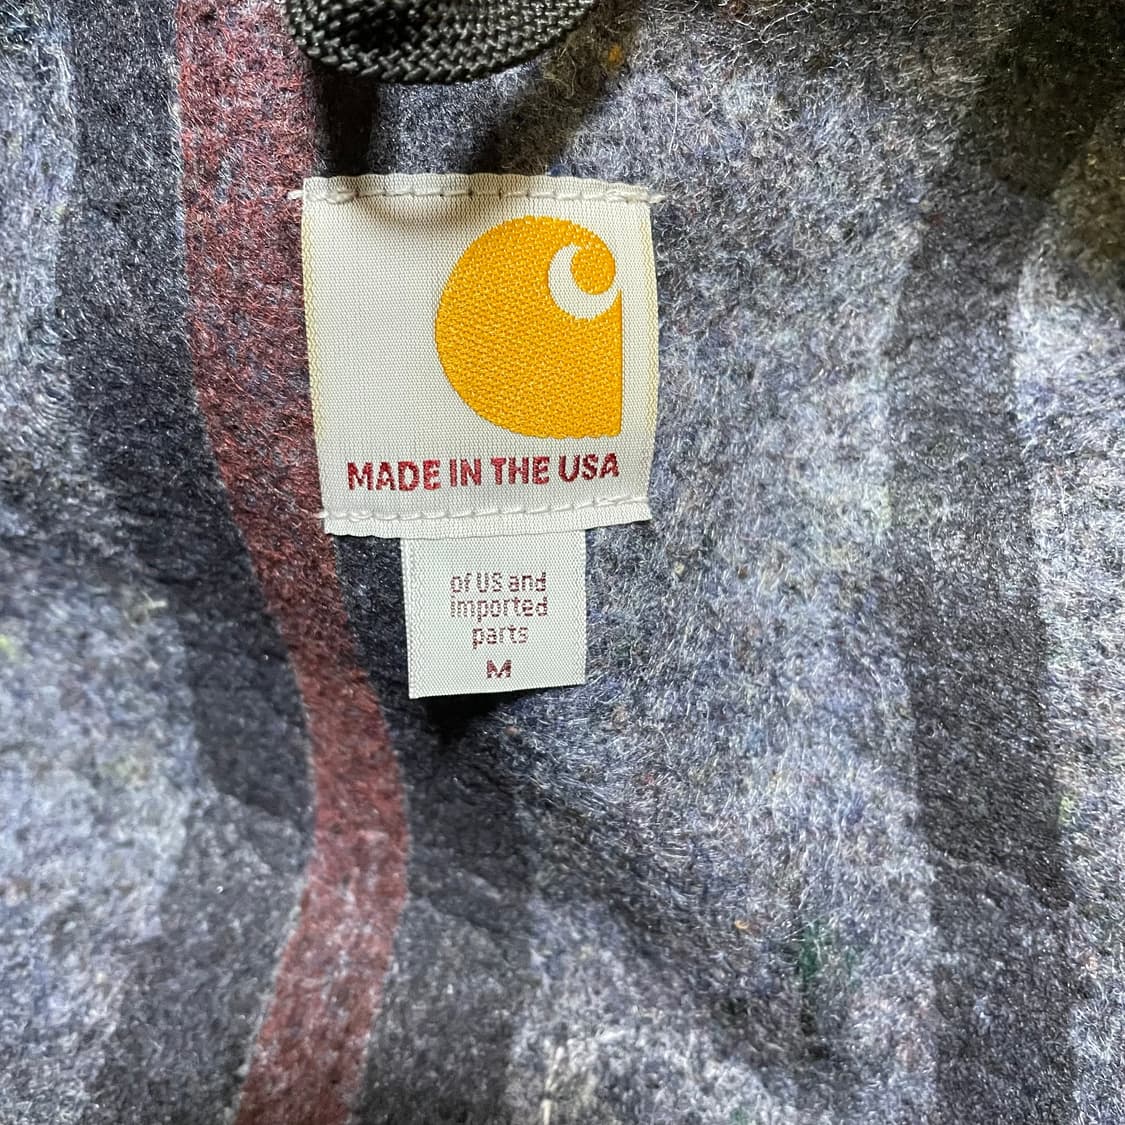 MADE IN THE USA
of US and
imported
parts
M